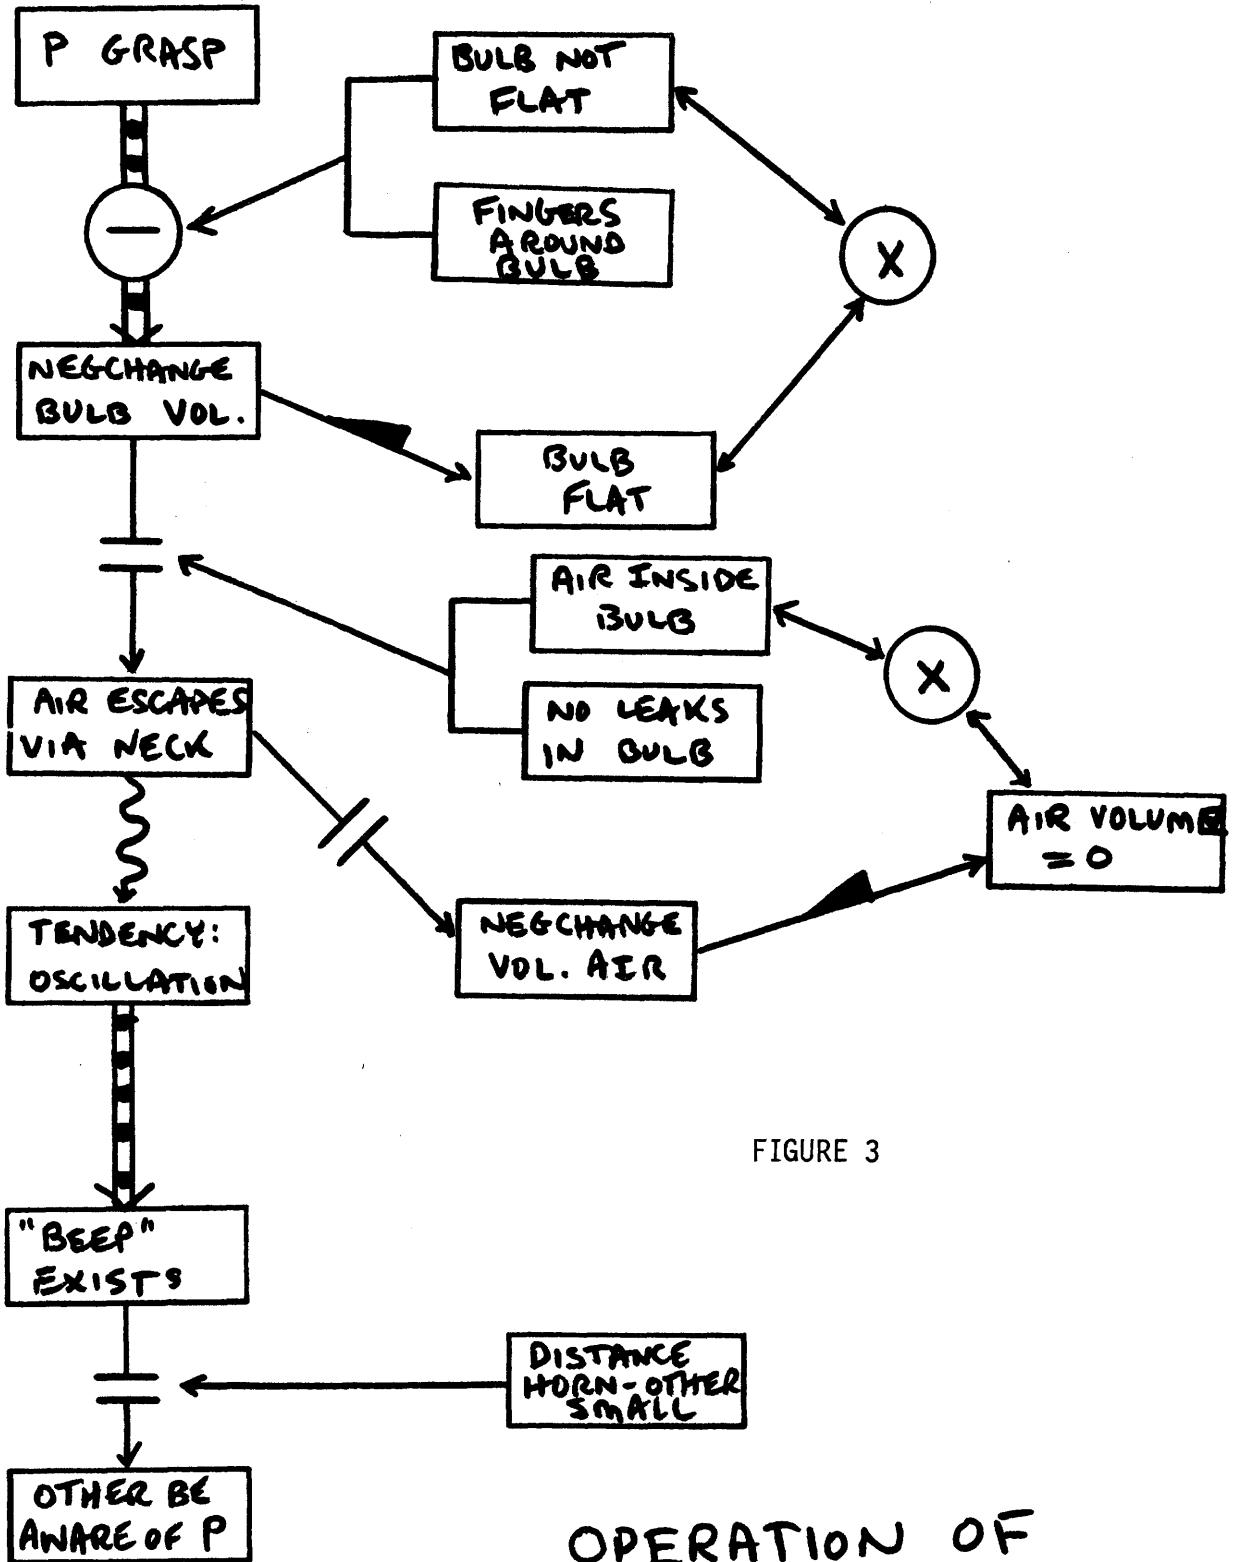 P GRASP
BULB NOT
FLAT
FINGERS
AROUND
BULB
X
NEGCHANGE
BULB VOL.
BULB
FLAT
AIR INSIDE
BULB
X
AIR ESCAPES
VIA NECK
NO LEAKS
IN BULB
AIR VOLUME
= 0
TENDENCY:
OSCILLATION
NEGCHANGE
VOL. AIR
FIGURE 3
"BEEP"
EXISTS
DISTANCE
HORN-OTHER
SMALL
OTHER BE
AWARE OF P
OPERATION OF